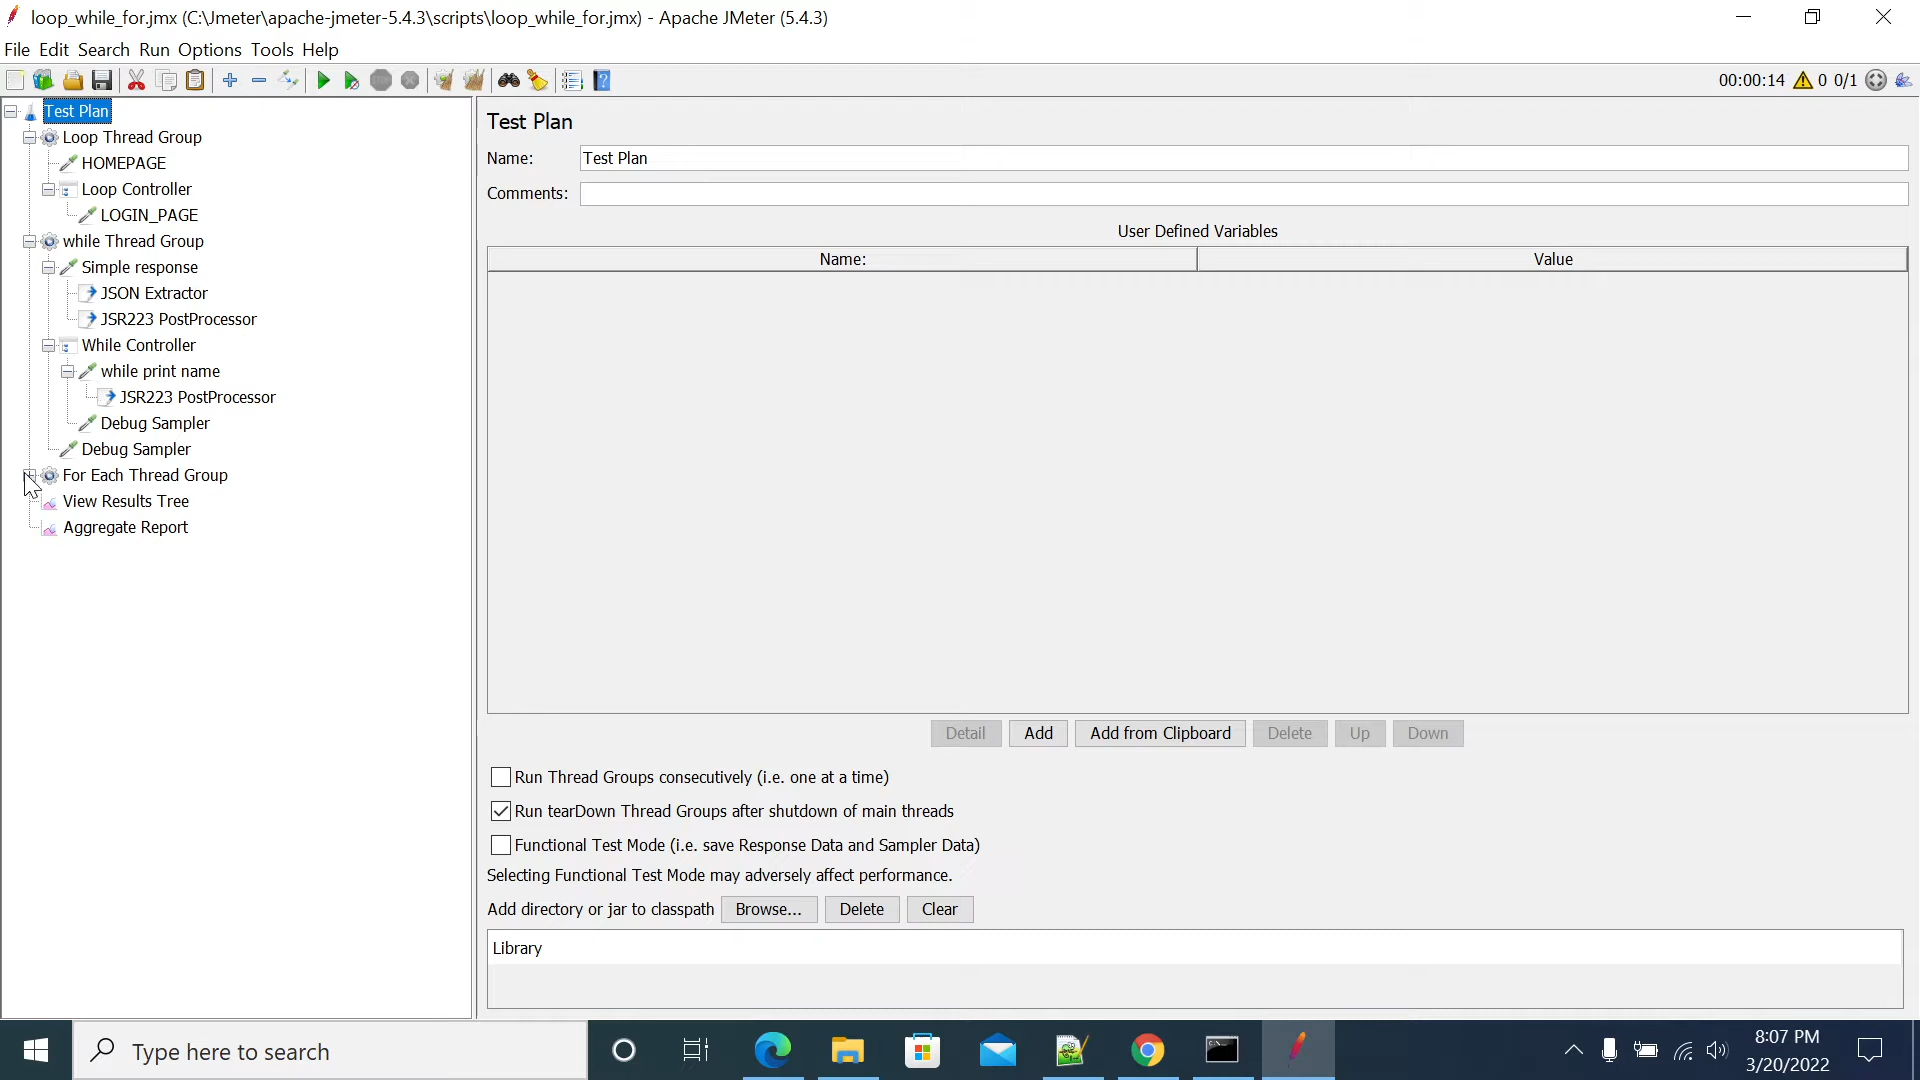 loop_while_for.jmx (C:\Jmeter\apache-jmeter-5.4.3\scripts\loop_while_for.jmx) - Apache JMeter (5.4.3)
File Edit Search Run Options Tools Help
00:00:14 0 0/1
Test Plan
Loop Thread Group
HOMEPAGE
Loop Controller
LOGIN_PAGE
while Thread Group
Simple response
JSON Extractor
JSR223 PostProcessor
While Controller
while print name
JSR223 PostProcessor
Debug Sampler
Debug Sampler
For Each Thread Group
View Results Tree
Aggregate Report
Test Plan
Name: Test Plan
Comments:
User Defined Variables
Name: Value
Detail Add Add from Clipboard Delete Up Down
Run Thread Groups consecutively (i.e. one at a time)
Run tearDown Thread Groups after shutdown of main threads
Functional Test Mode (i.e. save Response Data and Sampler Data)
Selecting Functional Test Mode may adversely affect performance.
Add directory or jar to classpath Browse... Delete Clear
Library
Type here to search
8:07 PM
3/20/2022